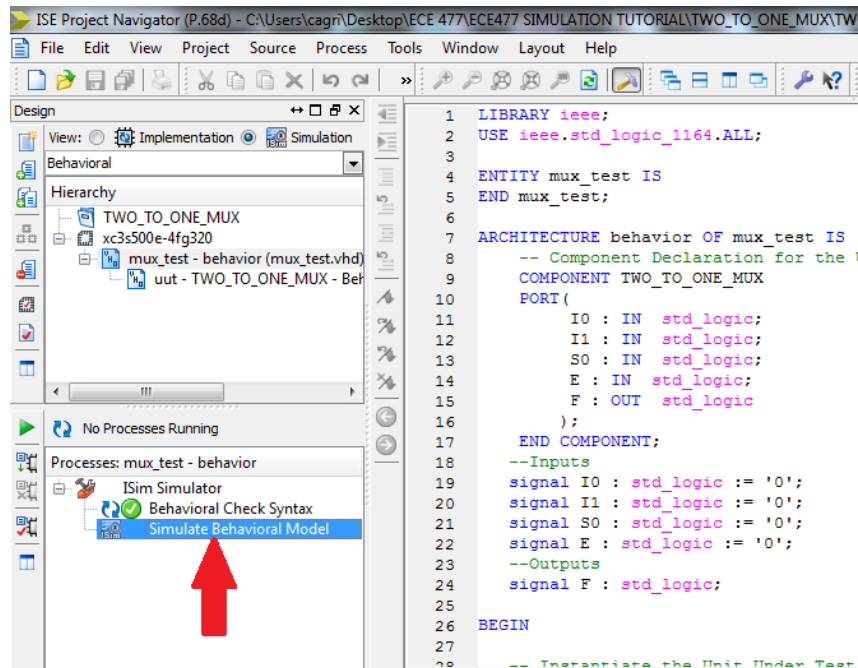 ISE Project Navigator (P.68d) - C:\Users\cagri\Desktop\ECE 477\ECE477 SIMULATION TUTORIAL\TWO_TO_ONE_MUX\TW
File Edit View Project Source Process Tools Window Layout Help
»
Design
View: Implementation Simulation
Behavioral
Hierarchy
TWO_TO_ONE_MUX
xc3s500e-4fg320
mux_test - behavior (mux_test.vhd)
uut - TWO_TO_ONE_MUX - Beh
No Processes Running
Processes: mux_test - behavior
ISim Simulator
Behavioral Check Syntax
Simulate Behavioral Model
1 LIBRARY ieee;
2 USE ieee.std_logic_1164.ALL;
3
4 ENTITY mux_test IS
5 END mux_test;
6
7 ARCHITECTURE behavior OF mux_test IS
8 -- Component Declaration for the U
9 COMPONENT TWO_TO_ONE_MUX
10 PORT(
11 I0 : IN std_logic;
12 I1 : IN std_logic;
13 S0 : IN std_logic;
14 E : IN std_logic;
15 F : OUT std_logic
16 );
17 END COMPONENT;
18 --Inputs
19 signal I0 : std_logic := '0';
20 signal I1 : std_logic := '0';
21 signal S0 : std_logic := '0';
22 signal E : std_logic := '0';
23 --Outputs
24 signal F : std_logic;
25
26 BEGIN
27
28 -- Instantiate the Unit Under Test